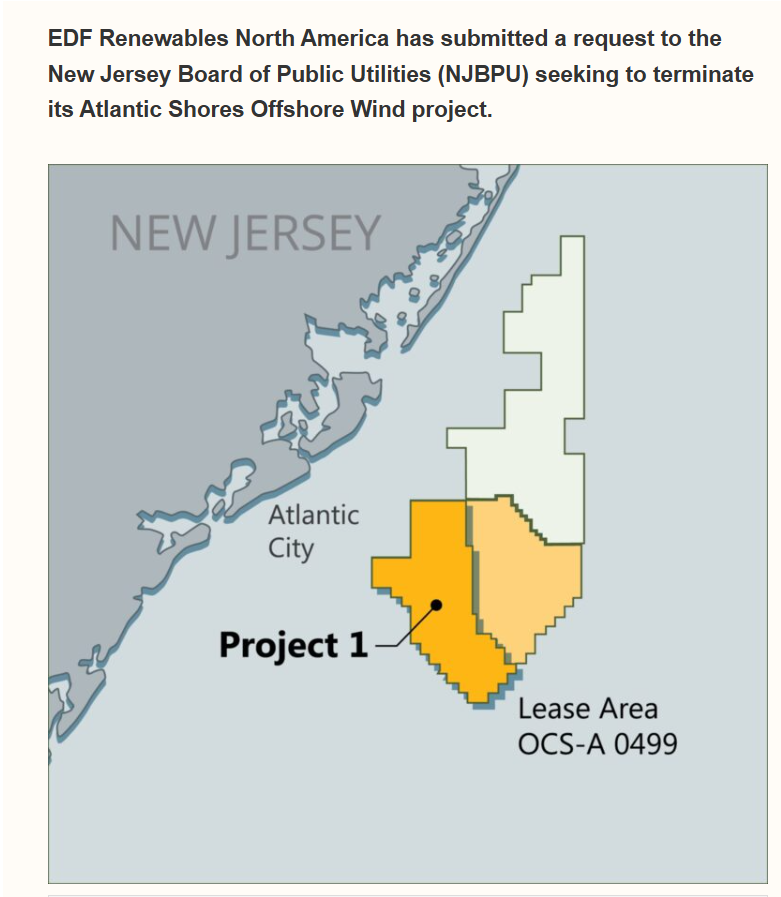 EDF Renewables North America has submitted a request to the
New Jersey Board of Public Utilities (NJBPU) seeking to terminate
its Atlantic Shores Offshore Wind project.
NEW JERSEY
Atlantic
City
Project 1
Lease Area
OCS-A 0499